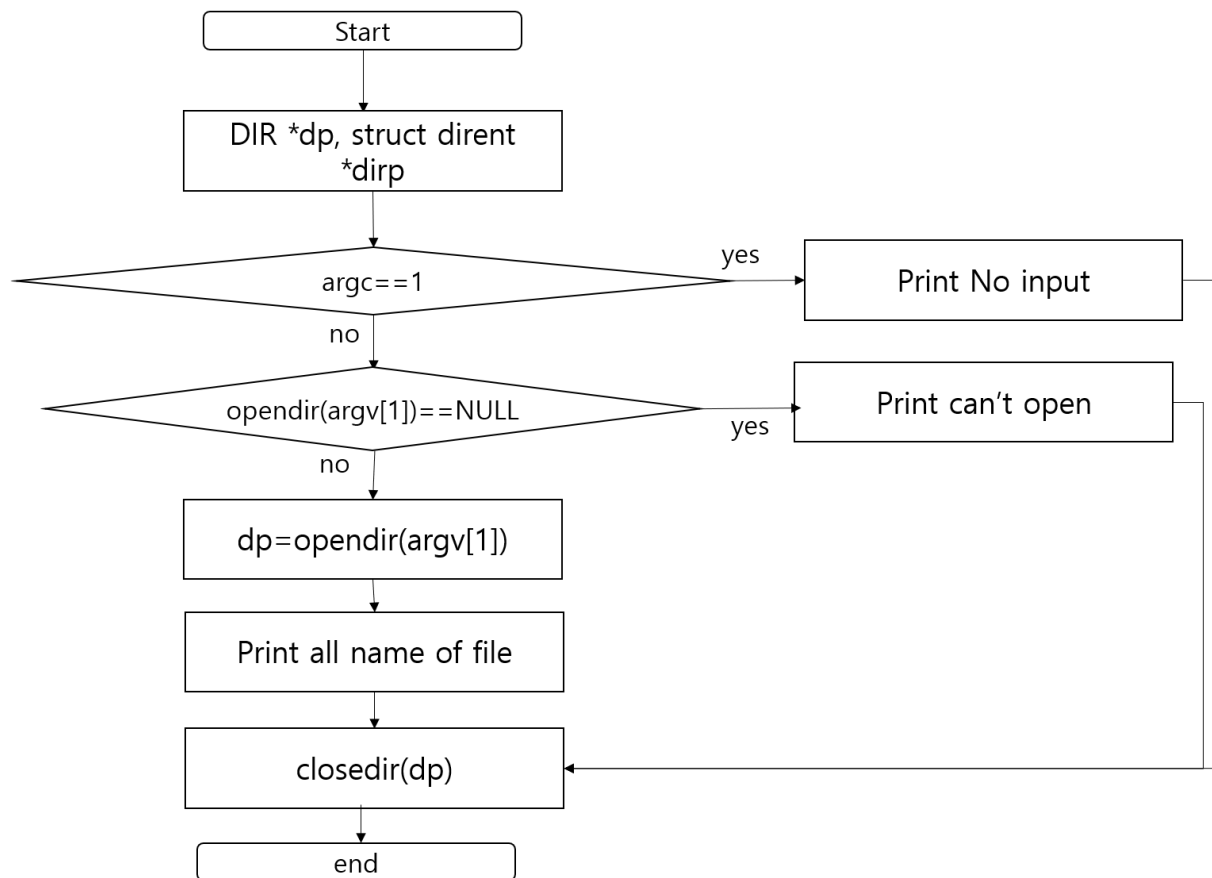 Start
DIR *dp, struct dirent
*dirp
argc==1
yes
Print No input
no
opendir(argv[1])==NULL
yes
Print can't open
no
dp=opendir(argv[1])
Print all name of file
closedir(dp)
end